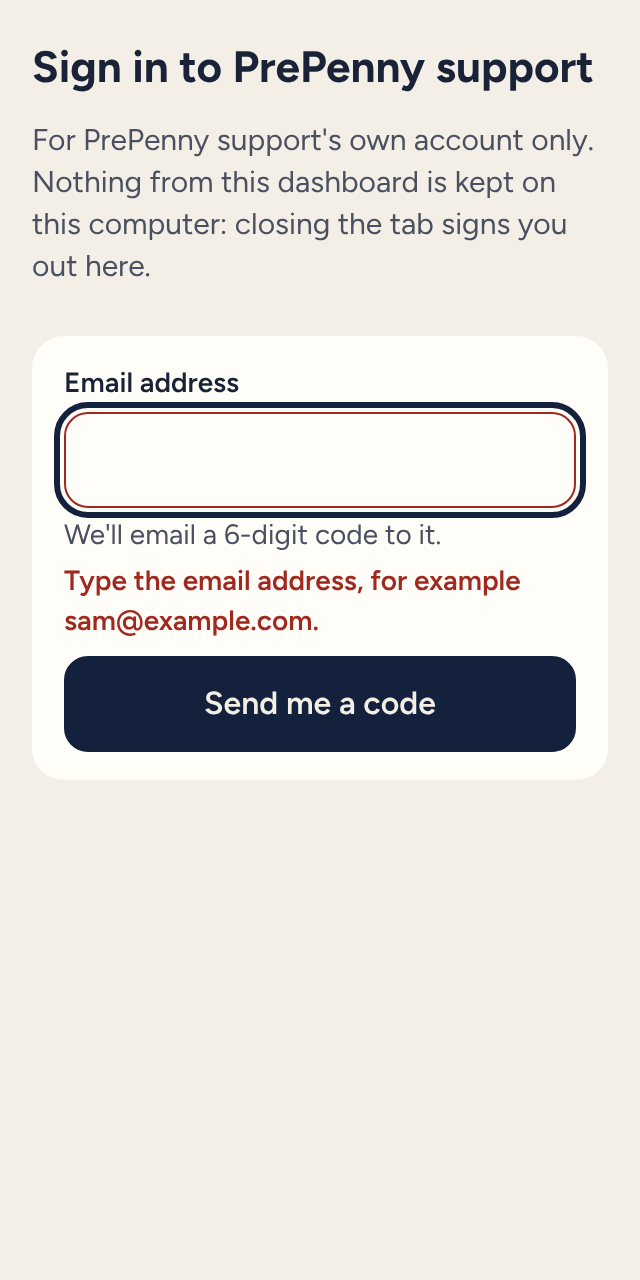 Sign in to PrePenny support
For PrePenny support's own account only.
Nothing from this dashboard is kept on
this computer: closing the tab signs you
out here.
Email address
We'll email a 6-digit code to it.
Type the email address, for example
sam@example.com.
Send me a code